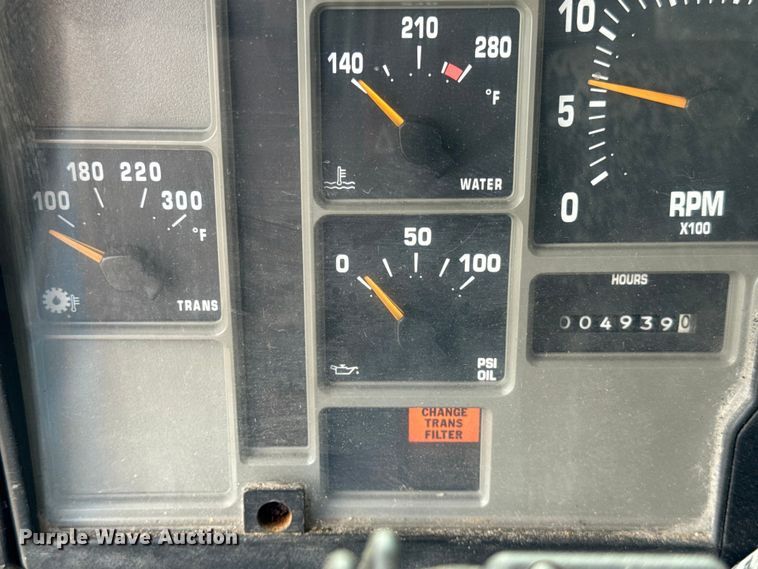 10
5
0
RPM
X100
140
210
280
°F
WATER
100
180
220
300
°F
TRANS
0
50
100
PSI
OIL
HOURS
004939 0
CHANGE
TRANS
FILTER
Purple Wave Auction